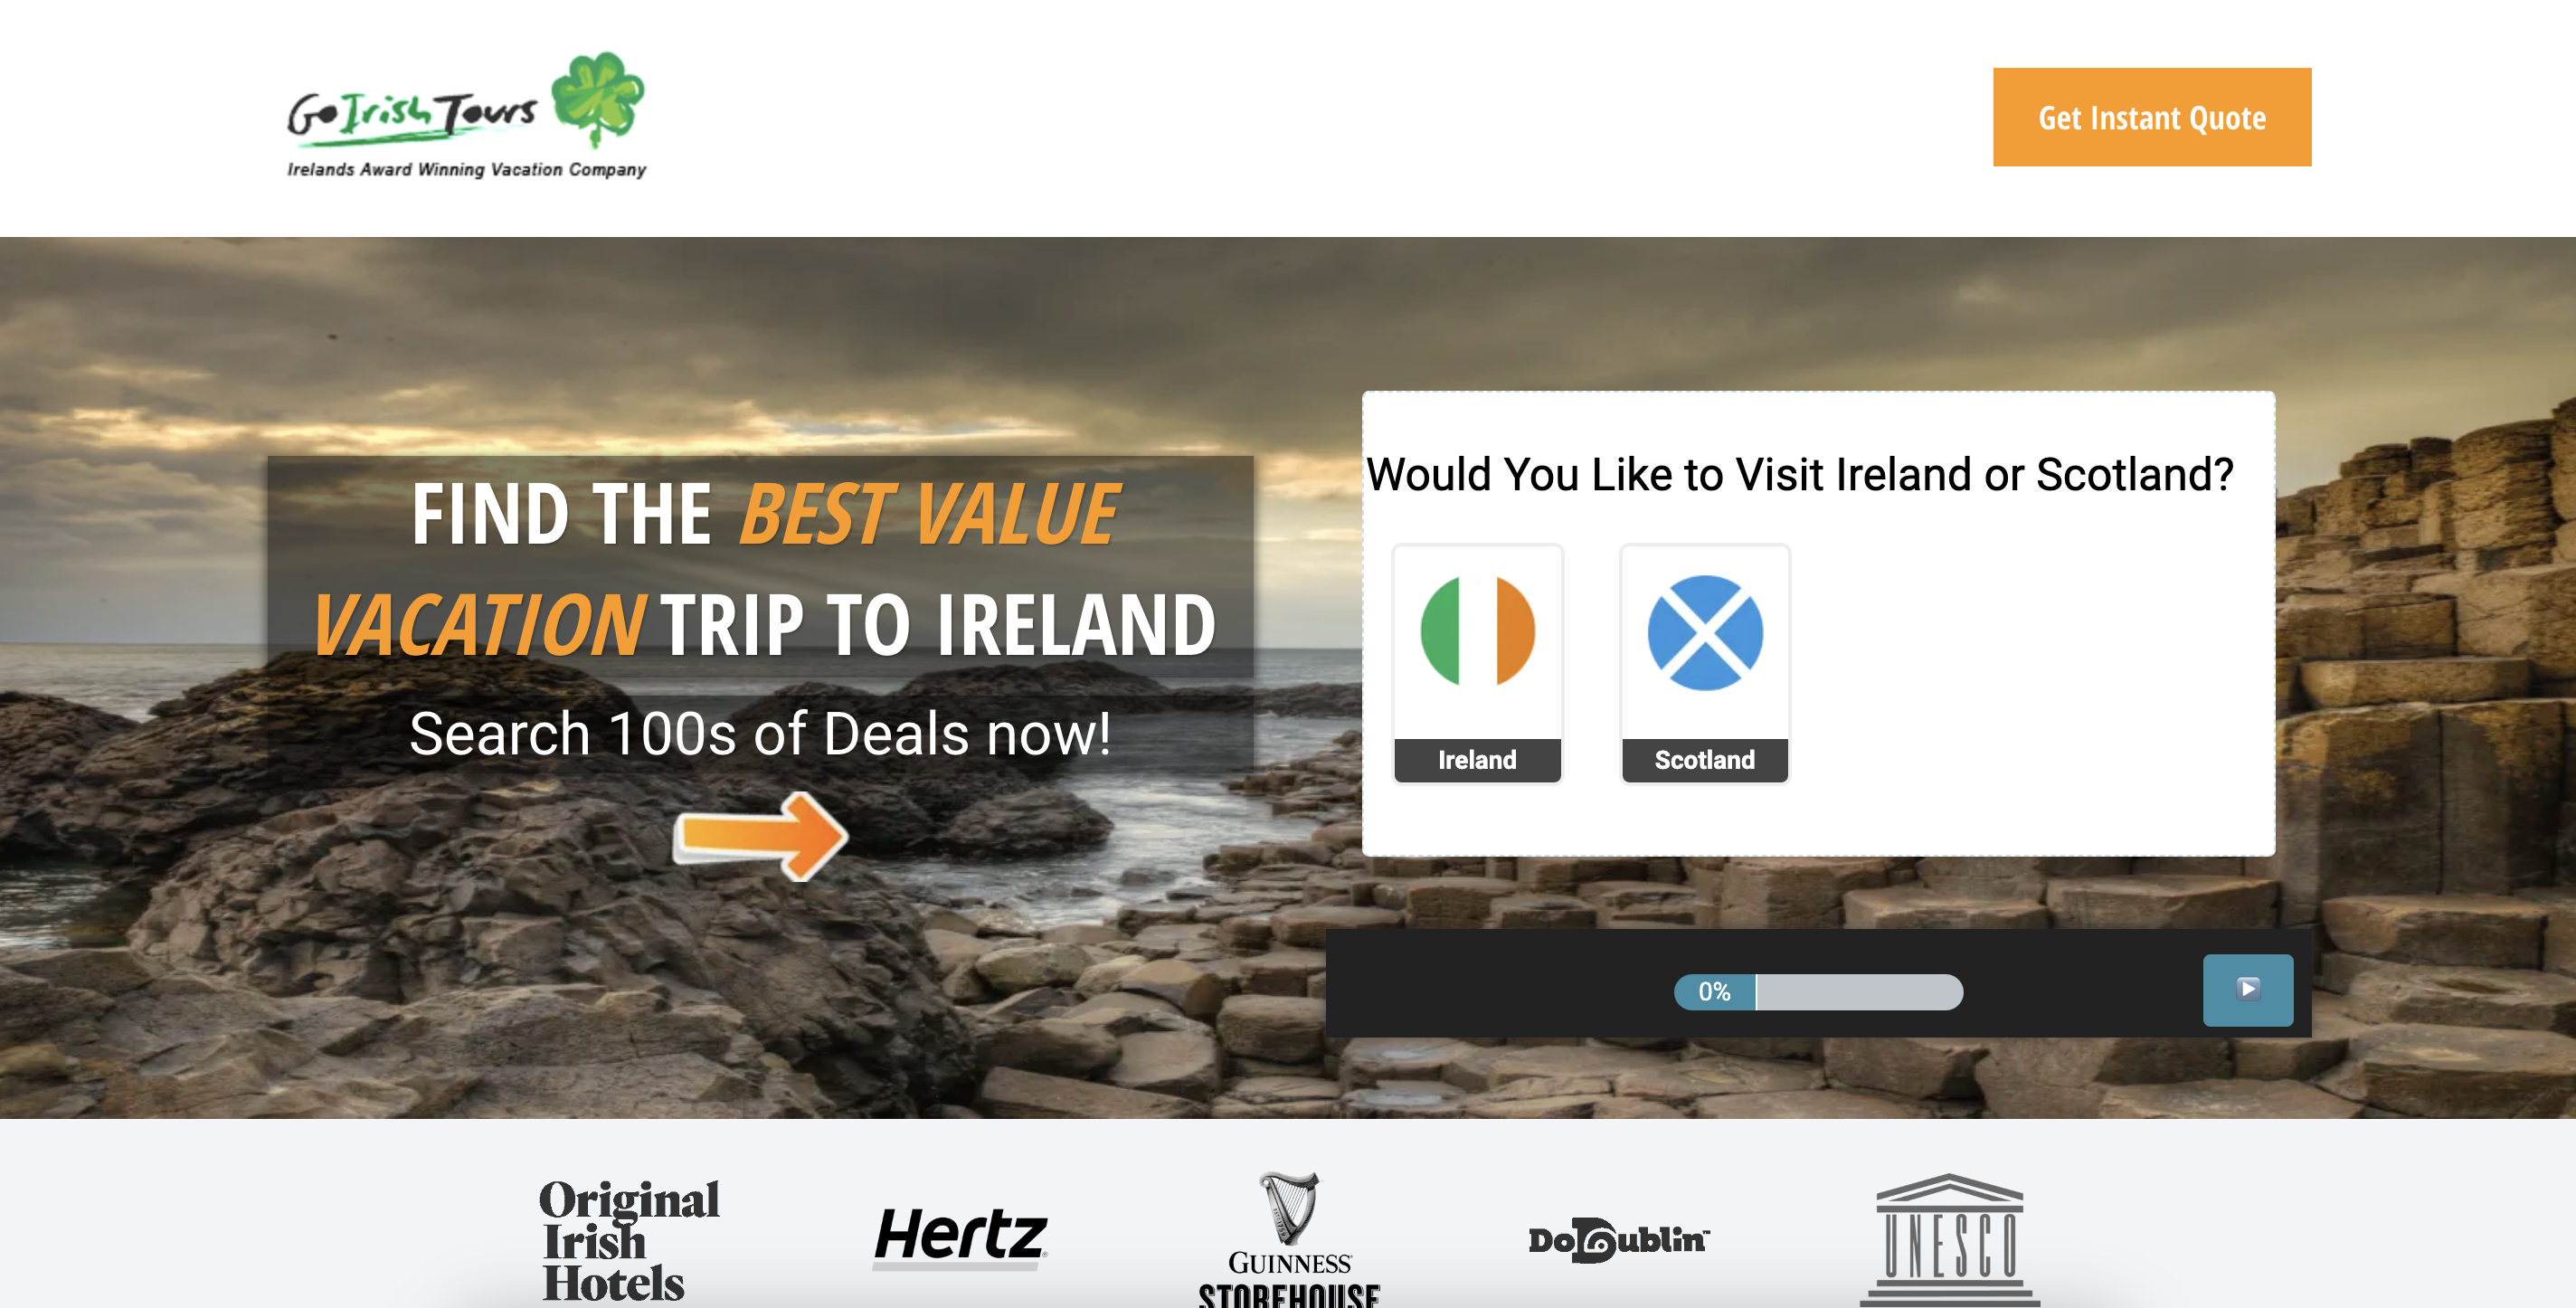 Go Irish Tours
Irelands Award Winning Vacation Company
Get Instant Quote
FIND THE BEST VALUE
VACATION TRIP TO IRELAND
Search 100s of Deals now!
Would You Like to Visit Ireland or Scotland?
Ireland
Scotland
0%
Original
Irish
Hotels
Hertz
GUINNESS
STOREHOUSE
DoDublin™
UNESCO